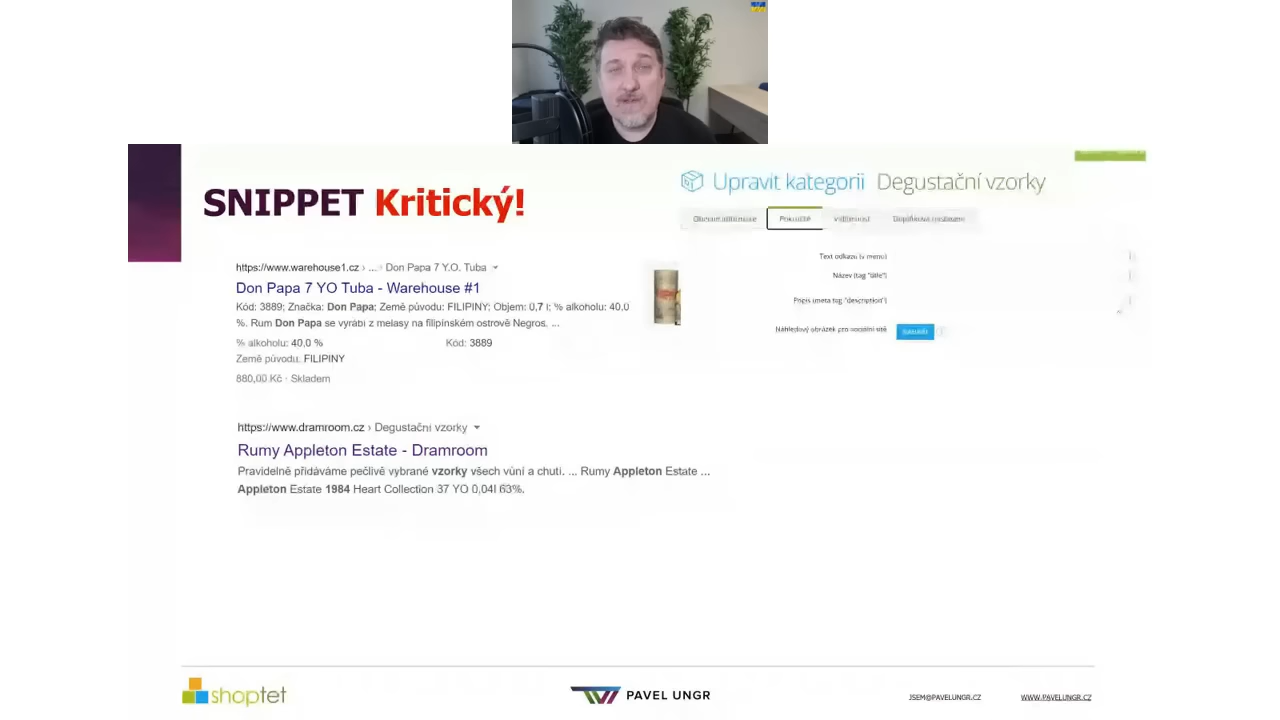 SNIPPET Kritický!
https://www.warehouse1.cz › ... › Don Papa 7 Y.O. Tuba
Don Papa 7 YO Tuba - Warehouse #1
Kód: 3889; Značka: Don Papa; Země původu: FILIPINY; Objem: 0,7 l; % alkoholu: 40.0
%. Rum Don Papa se vyrábí z melasy na filipínském ostrově Negros. ...
% alkoholu: 40,0 %
Kód: 3889
Země původu: FILIPINY
880,00 Kč · Skladem
https://www.dramroom.cz › Degustační vzorky
Rumy Appleton Estate - Dramroom
Pravidelně přidáváme pečlivě vybrané vzorky všech vůní a chutí. ... Rumy Appleton Estate ...
Appleton Estate 1984 Heart Collection 37 YO 0,04l 63%.
Upravit kategorii Degustační vzorky
Obecné informace Pokročilé Viditelnost Doplňkové nastavení
Text odkazu (v menu)
Název (tag "title")
Popis (meta tag "description")
Náhledový obrázek pro sociální sítě
shoptet
PAVEL UNGR
JSEM@PAVELUNGR.CZ
WWW.PAVELUNGR.CZ